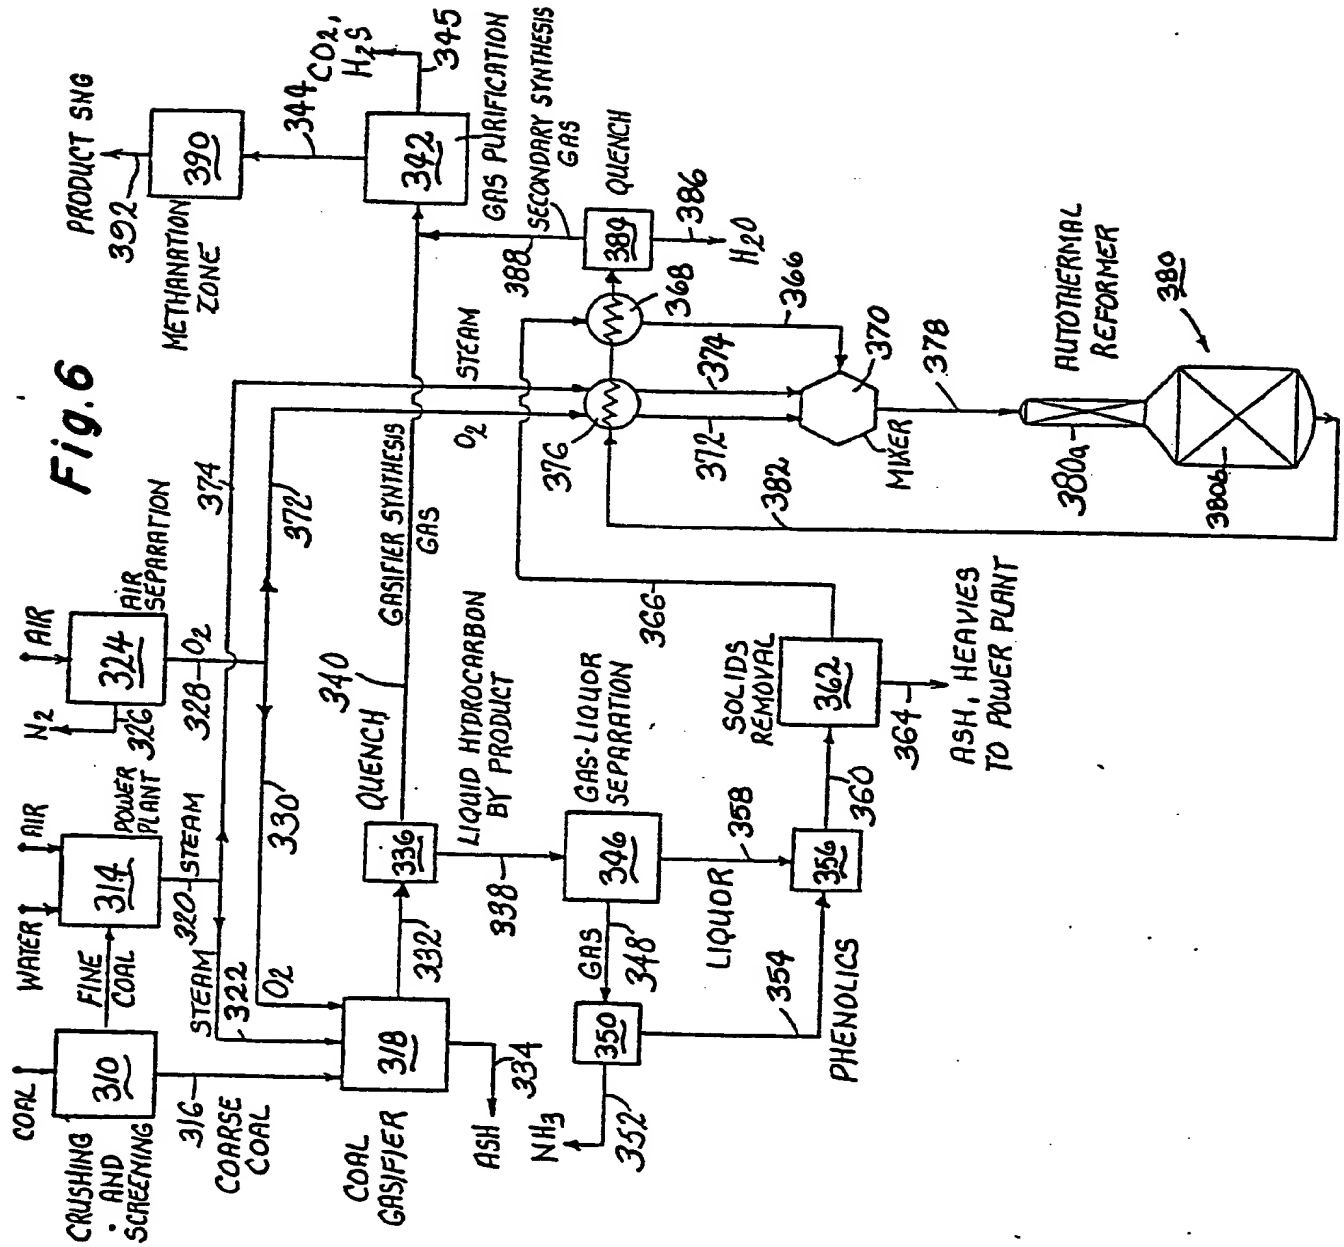 Fig. 6
COAL
310
CRUSHING
AND
SCREENING
FINE
COAL
WATER
AIR
314
POWER
PLANT
N2
AIR
324
AIR
SEPARATION
326
328
O2
320
STEAM
316
COARSE
COAL
STEAM
322
O2
330
372
374
COAL
GASIFIER
318
334
ASH
332
QUENCH
336
340
GASIFIER SYNTHESIS
GAS
338
LIQUID HYDROCARBON
BY PRODUCT
GAS-LIQUOR
SEPARATION
346
GAS
348
350
352
NH3
354
PHENOLICS
LIQUOR
358
356
360
SOLIDS
REMOVAL
362
364
ASH, HEAVIES
TO POWER PLANT
366
O2
STEAM
376
368
372
374
366
370
MIXER
378
382
AUTOTHERMAL
REFORMER
380
380a
380b
384
QUENCH
386
H2O
388
SECONDARY SYNTHESIS
GAS
GAS PURIFICATION
342
345
CO2,
H2S
344
390
METHANATION
ZONE
392
PRODUCT SNG